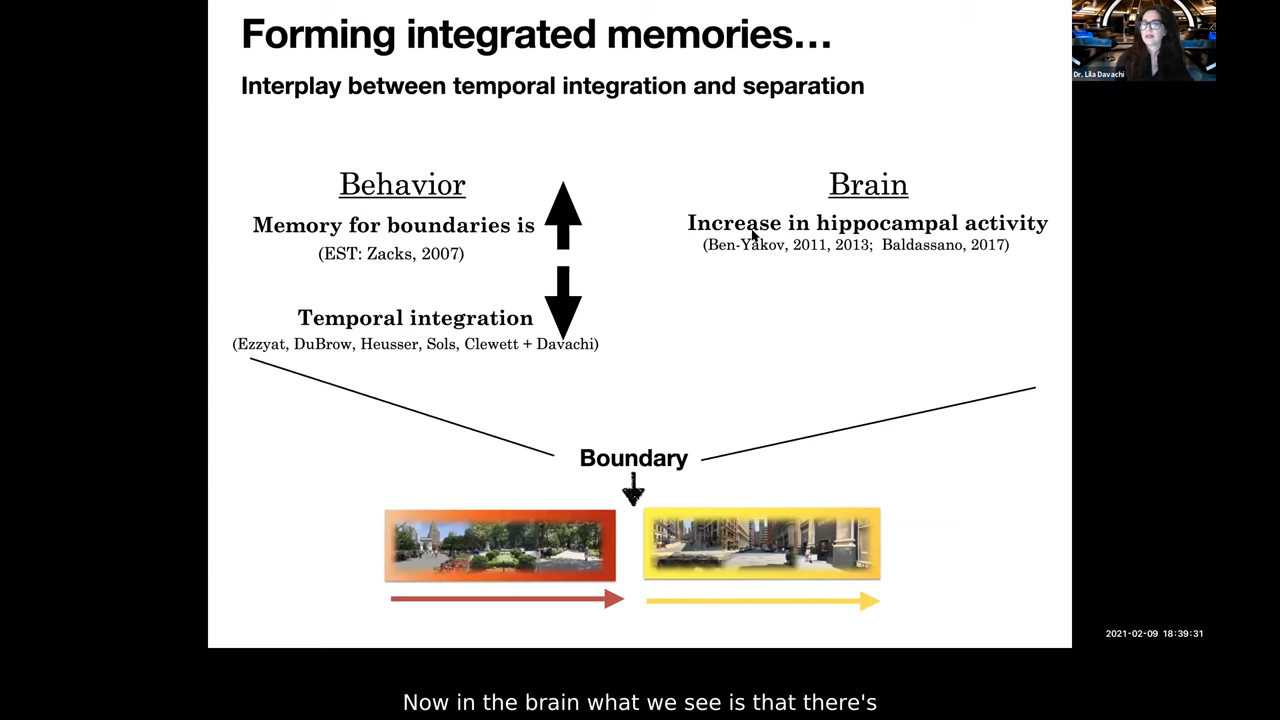 Forming integrated memories...
Dr. Lila Davachi
Interplay between temporal integration and separation
Behavior
Memory for boundaries is
(EST: Zacks, 2007)
Temporal integration
(Ezzyat, DuBrow, Heusser, Sols, Clewett + Davachi)
Brain
Increase in hippocampal activity
(Ben-Yakov, 2011, 2013; Baldassano, 2017)
Boundary
2021-02-09 18:39:31
Now in the brain what we see is that there's